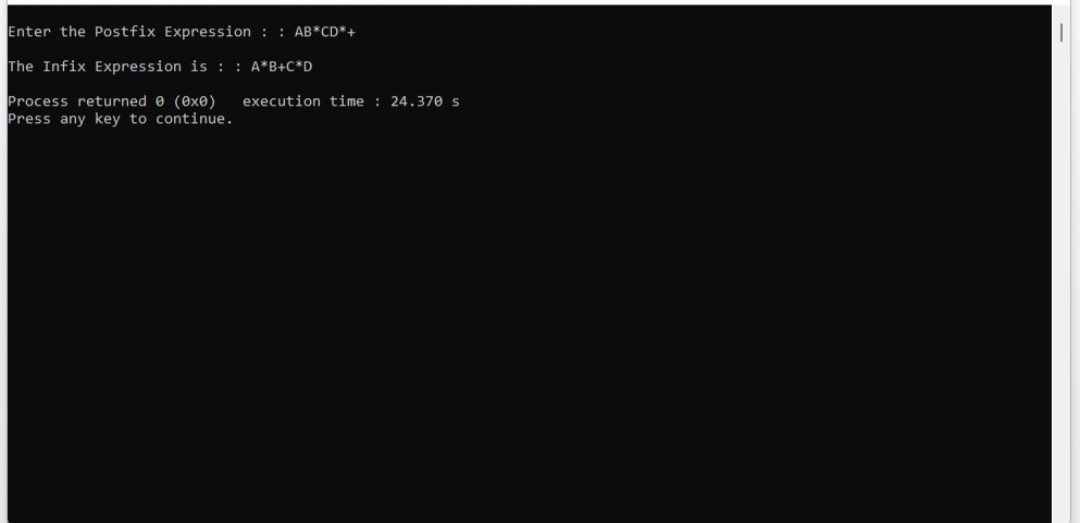 Enter the Postfix Expression : : AB*CD*+
The Infix Expression is : : A*B+C*D
Process returned 0 (0x0)   execution time : 24.370 s
Press any key to continue.